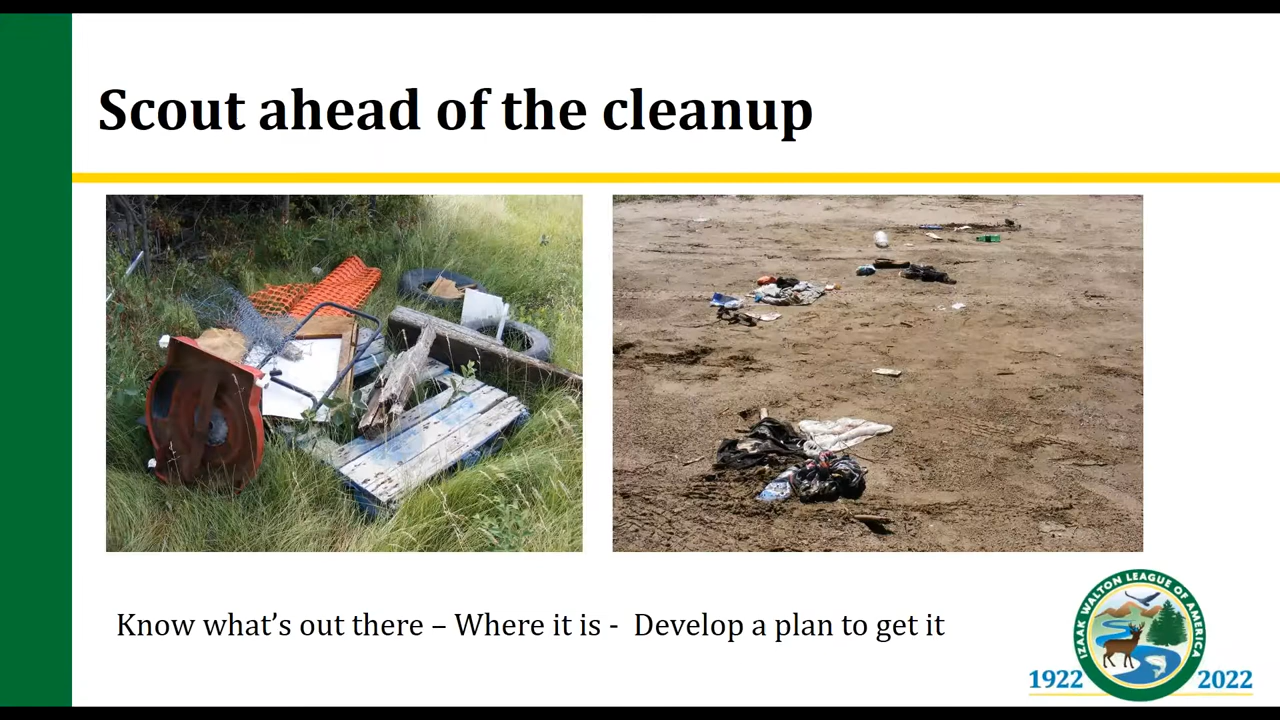 Scout ahead of the cleanup
Know what’s out there – Where it is -  Develop a plan to get it
IZAAK WALTON LEAGUE OF AMERICA
1922 2022